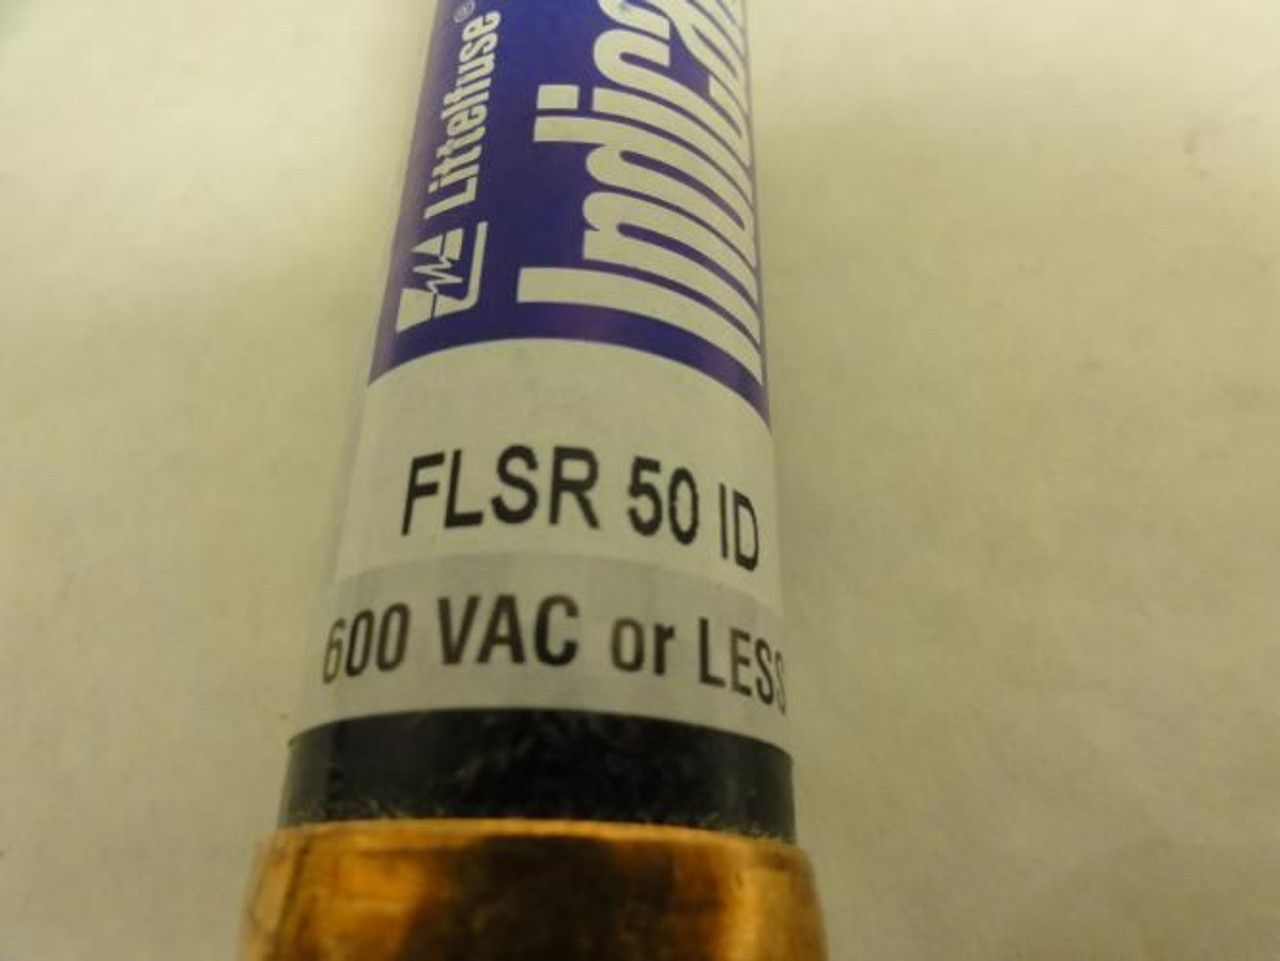 Littelfuse®
FLSR 50 ID
600 VAC or LESS